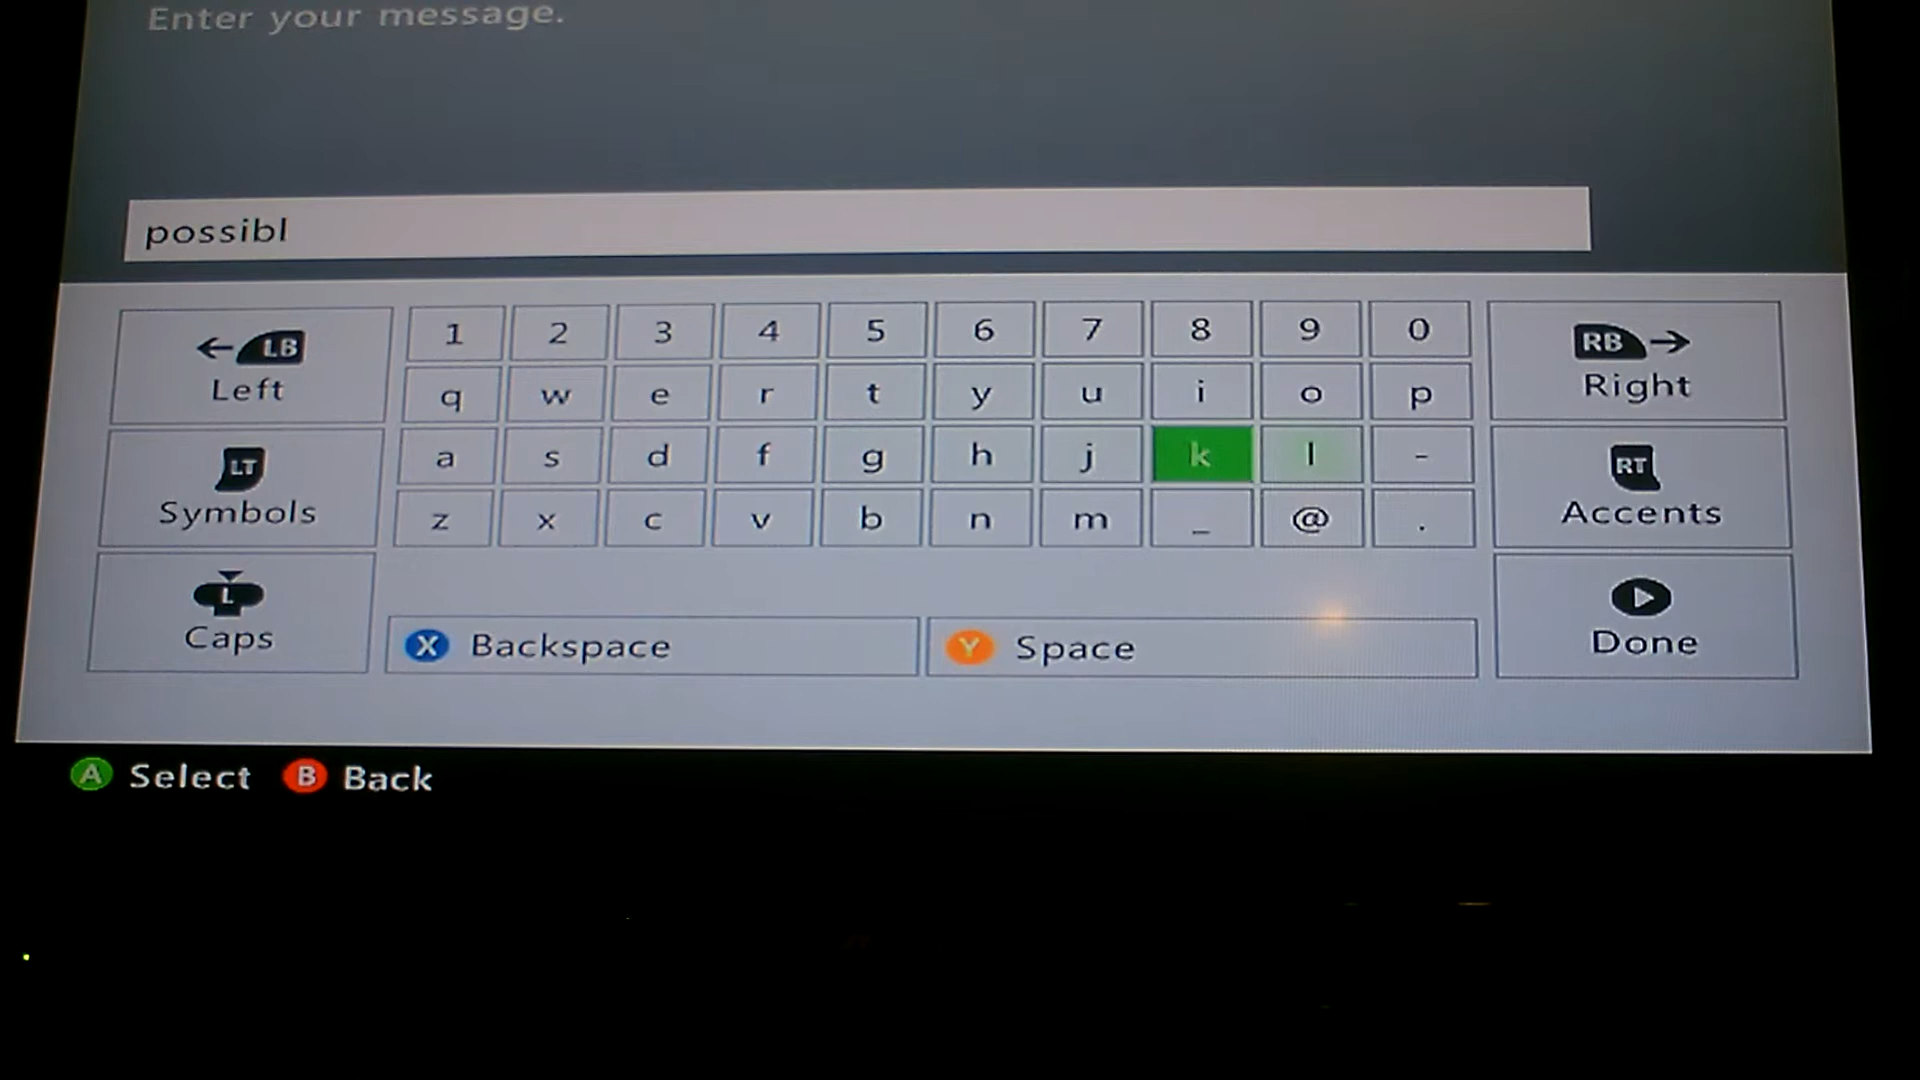 Enter your message.
possibl
LB 1 2 3 4 5 6 7 8 9 0 RB
Left q w e r t y u i o p Right
LT a s d f g h j k l - RT
Symbols z x c v b n m _ @ . Accents
L
Caps X Backspace Y Space Done
A Select B Back